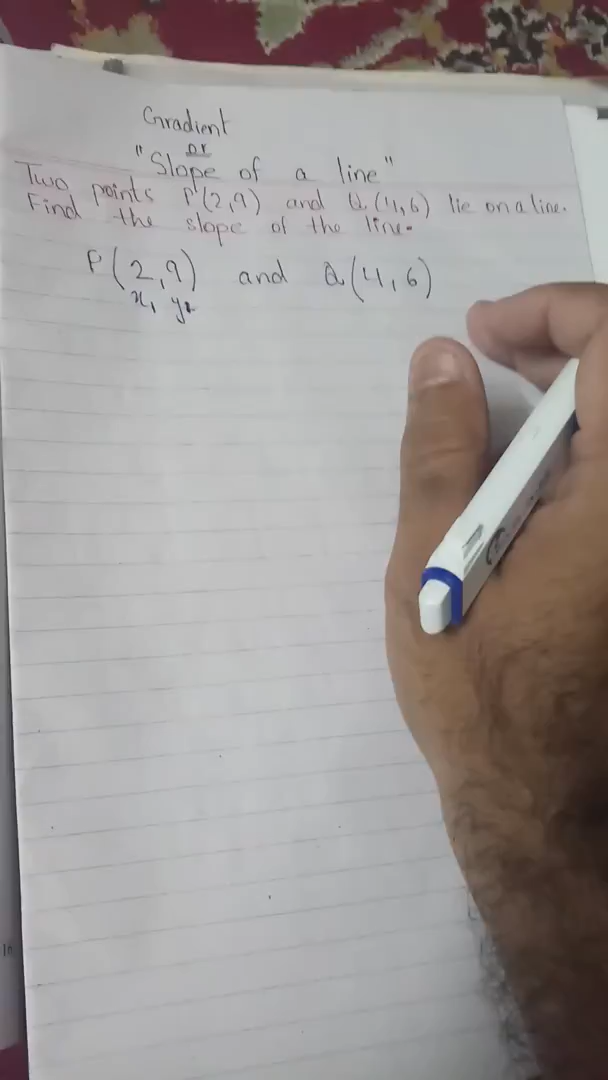 Gradient
or
"Slope of a line"
Two points P(2,9) and Q(4,6) lie on a line.
Find the slope of the line.
P(2,9) and Q(4,6)
x₁ y₁